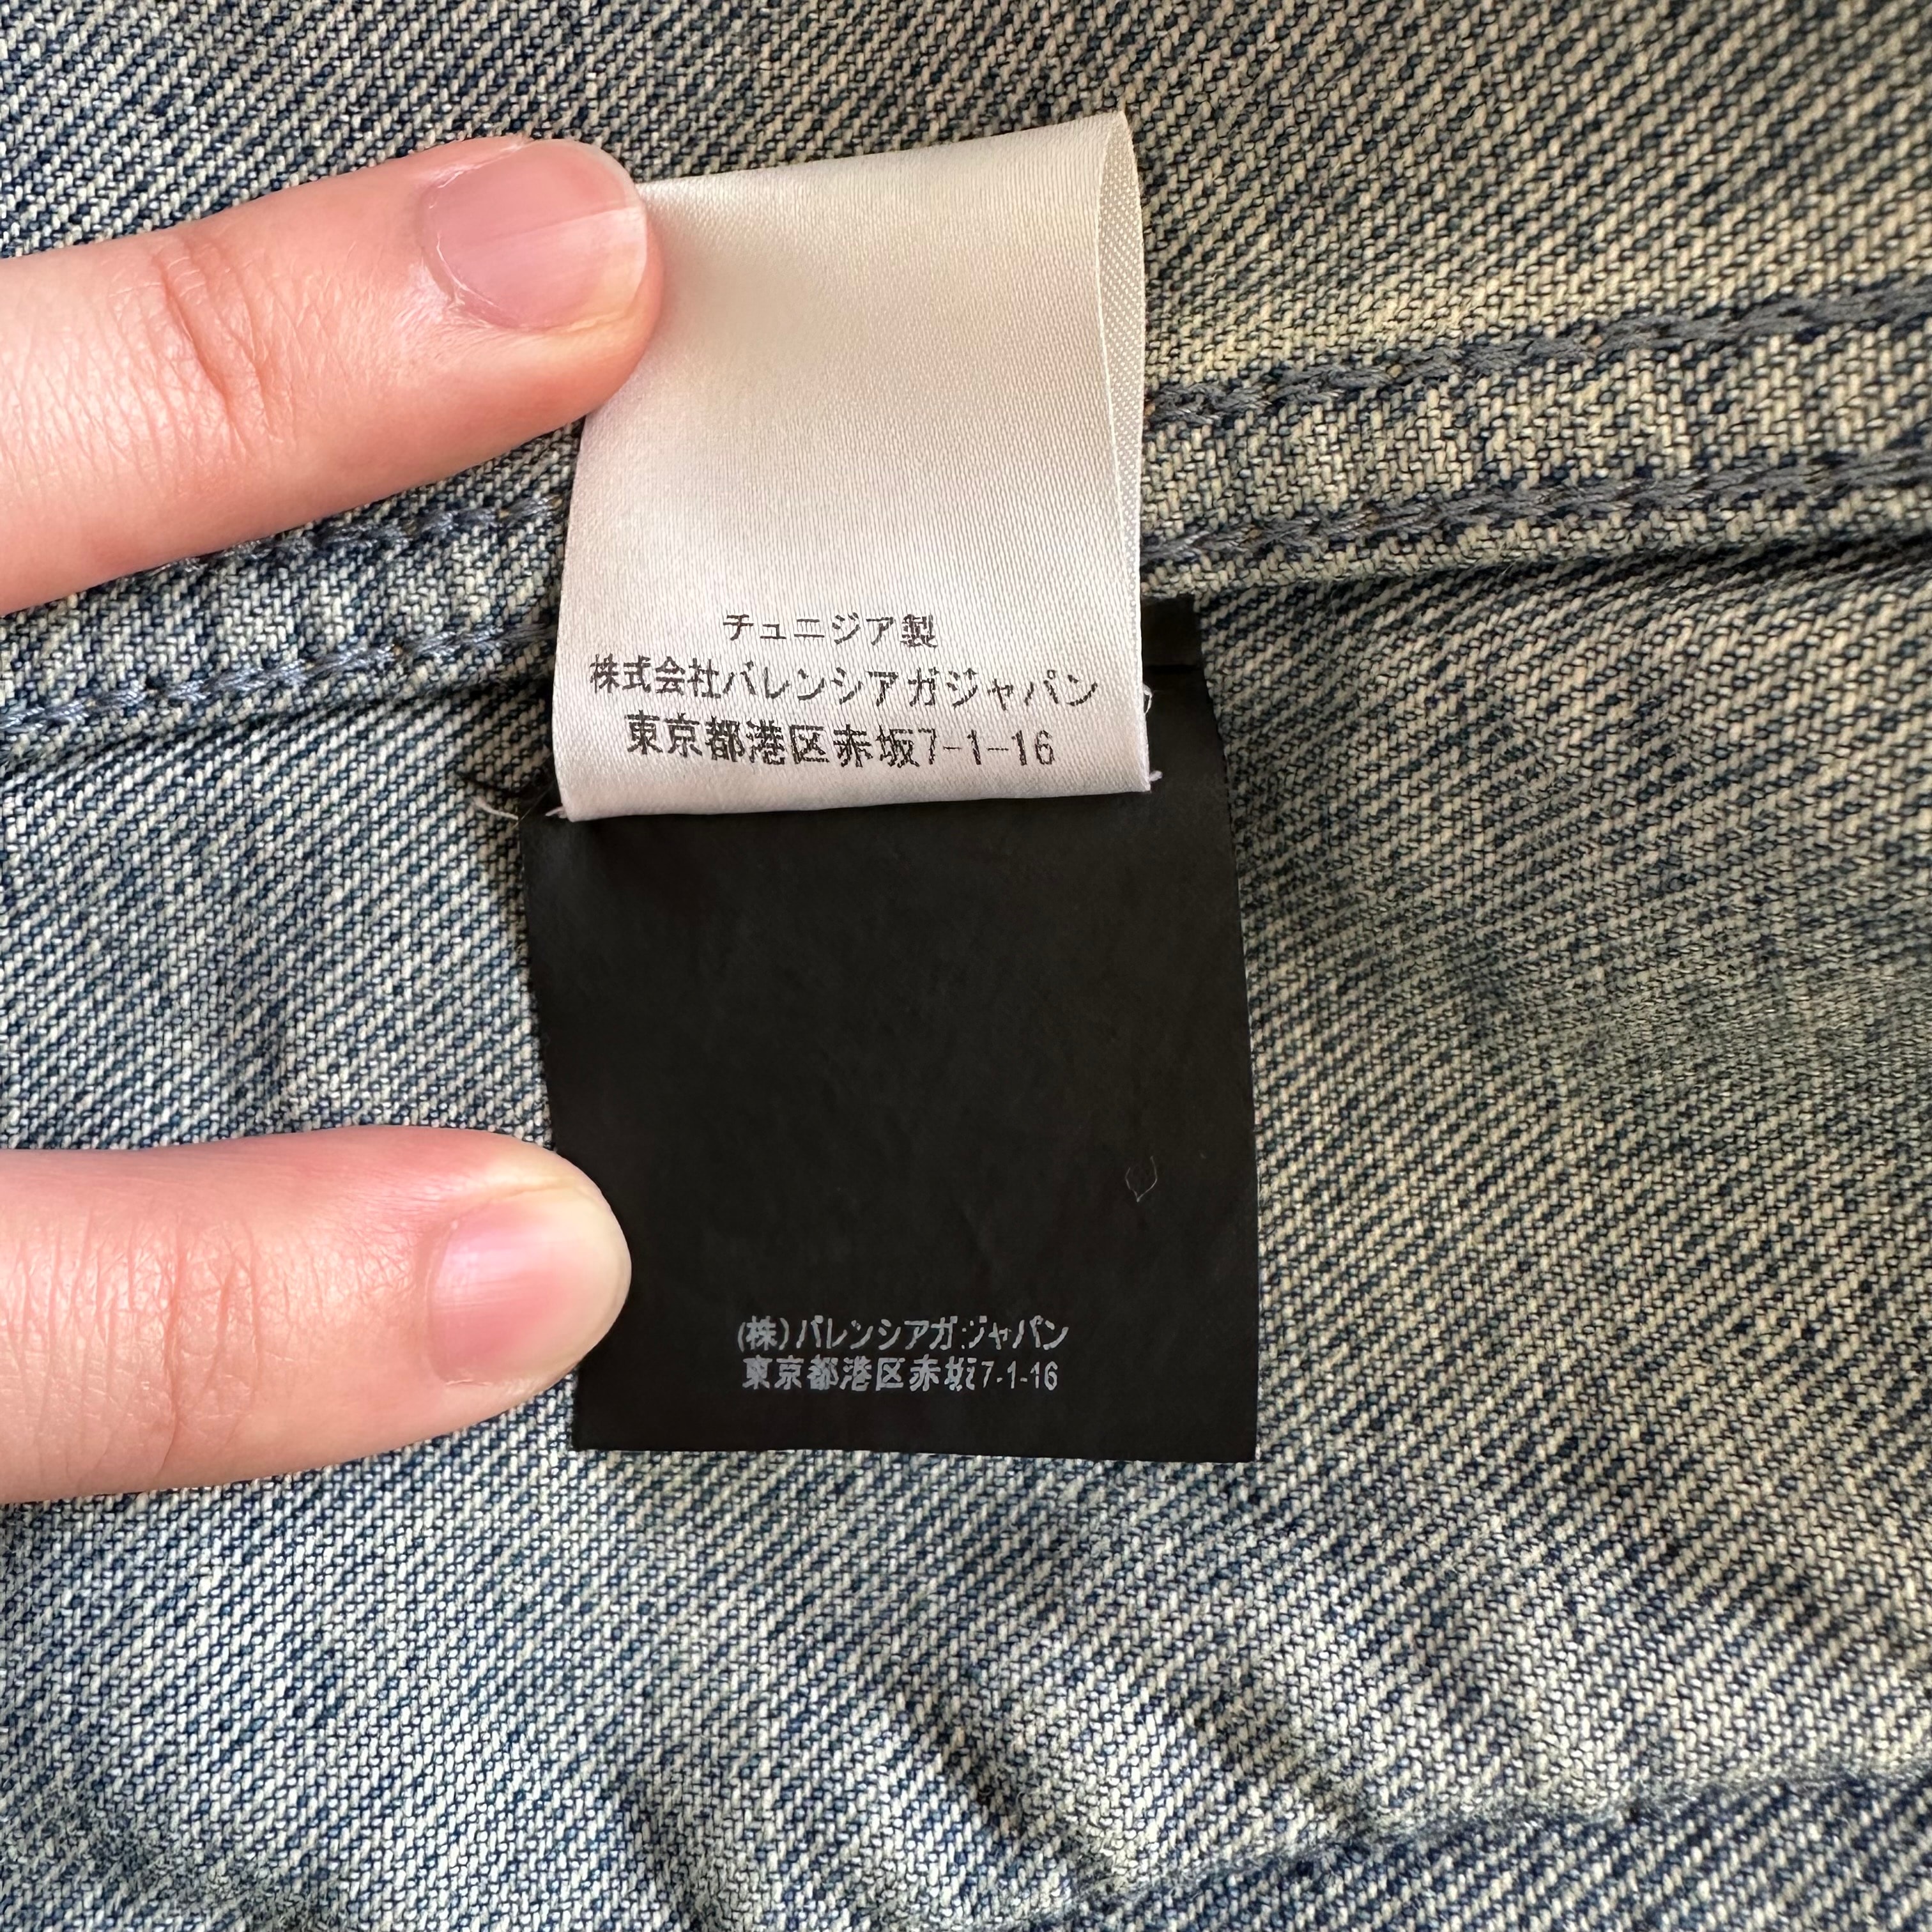 チュニジア製
株式会社バレンシアガジャパン
東京都港区赤坂7-1-16
(株)バレンシアガジャパン
東京都港区赤坂7-1-16